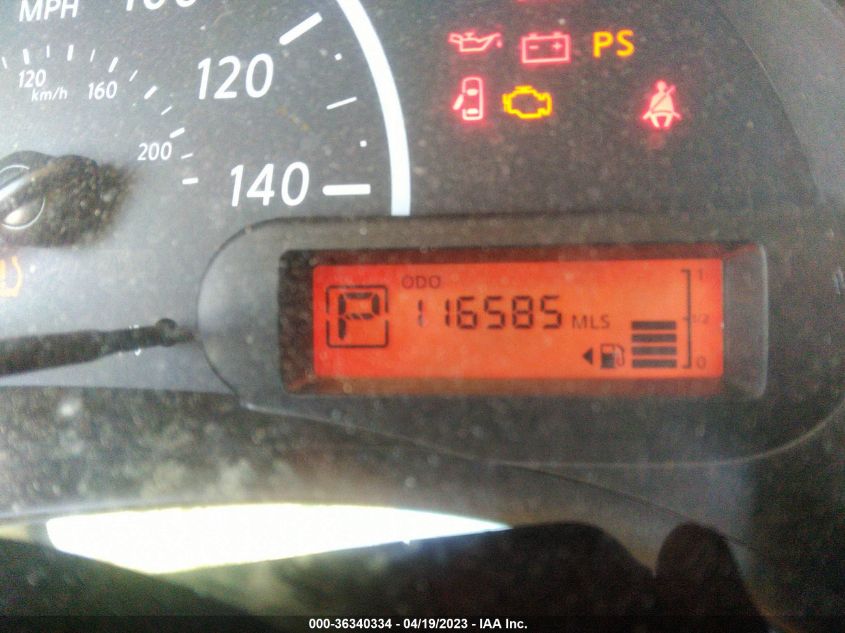 MPH
120
km/h
160
120
200
140
PS
ODO
P
116585 MLS
1
1/2
0
000-36340334 - 04/19/2023 - IAA Inc.